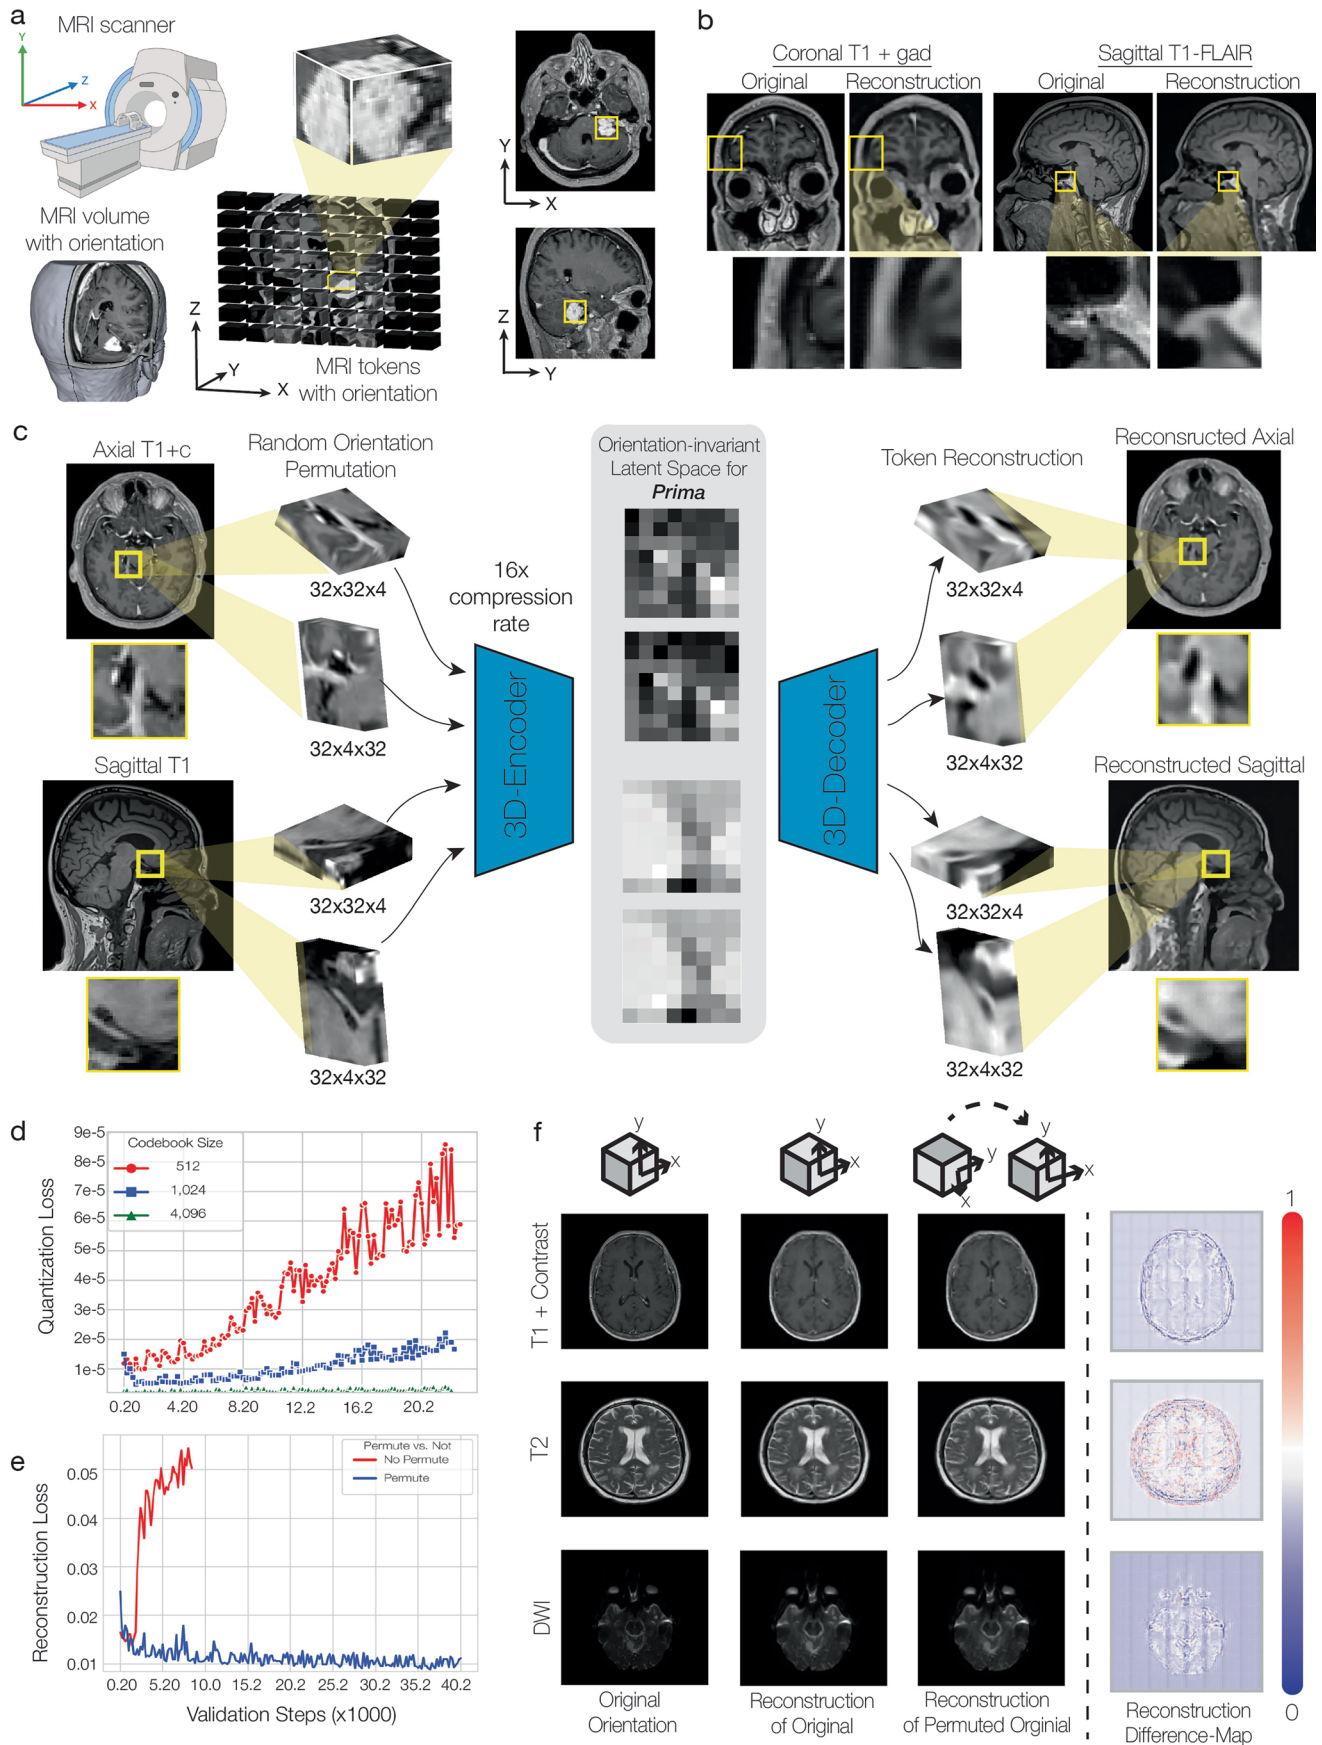 a
MRI scanner
Y
Z
X
MRI volume
with orientation
Z
Y
X
MRI tokens
with orientation
Y
X
Z
Y
b
Coronal T1 + gad
Original
Reconstruction
Sagittal T1-FLAIR
Original
Reconstruction
c
Axial T1+c
Random Orientation
Permutation
32x32x4
32x4x32
Sagittal T1
32x32x4
32x4x32
16x
compression
rate
3D-Encoder
Orientation-invariant
Latent Space for
Prima
3D-Decoder
Token Reconstruction
32x32x4
32x4x32
32x32x4
32x4x32
Reconsructed Axial
Reconstructed Sagittal
d
Quantization Loss
9e-5
8e-5
7e-5
6e-5
5e-5
4e-5
3e-5
2e-5
1e-5
Codebook Size
512
1,024
4,096
0.20 4.20 8.20 12.2 16.2 20.2
e
Reconstruction Loss
0.05
0.04
0.03
0.02
0.01
Permute vs. Not
No Permute
Permute
0.20 5.20 10.0 15.2 20.2 25.2 30.2 35.2 40.2
Validation Steps (x1000)
f
y
x
y
x
y
x
y
x
T1 + Contrast
T2
DWI
Original
Orientation
Reconstruction
of Original
Reconstruction
of Permuted Orginial
Reconstruction
Difference-Map
1
0